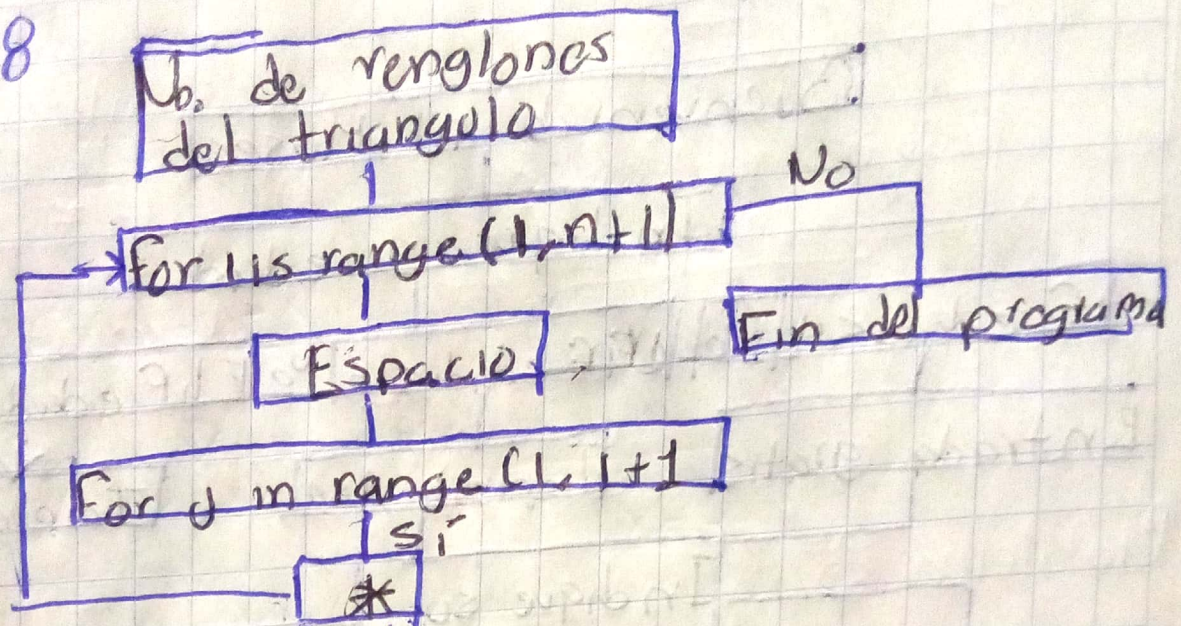 8
No. de renglones
del triangulo
No
for i is range (1, n+1)
Fin del programa
Espacio
For j in range (1, i+1
sí
*